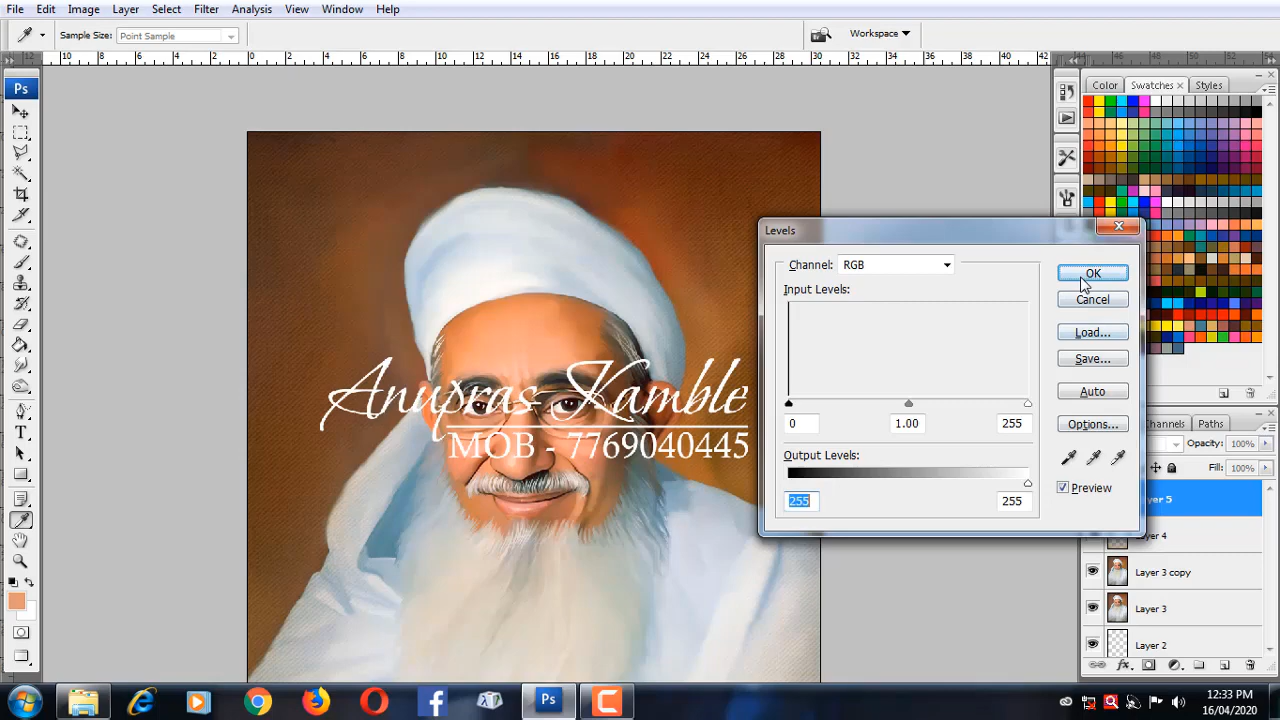 File Edit Image Layer Select Filter Analysis View Window Help
Sample Size: Point Sample Workspace
Ps
Color Swatches Styles
Levels
Channel: RGB
Input Levels:
0 1.00 255
Output Levels:
255 255
OK
Cancel
Load...
Save...
Auto
Options...
Preview
Anupras Kamble
MOB - 7769040445
Channels Paths
Opacity: 100%
Fill: 100%
Layer 4
Layer 3 copy
Layer 3
Layer 2
fx
T
Ps
12:33 PM
16/04/2020